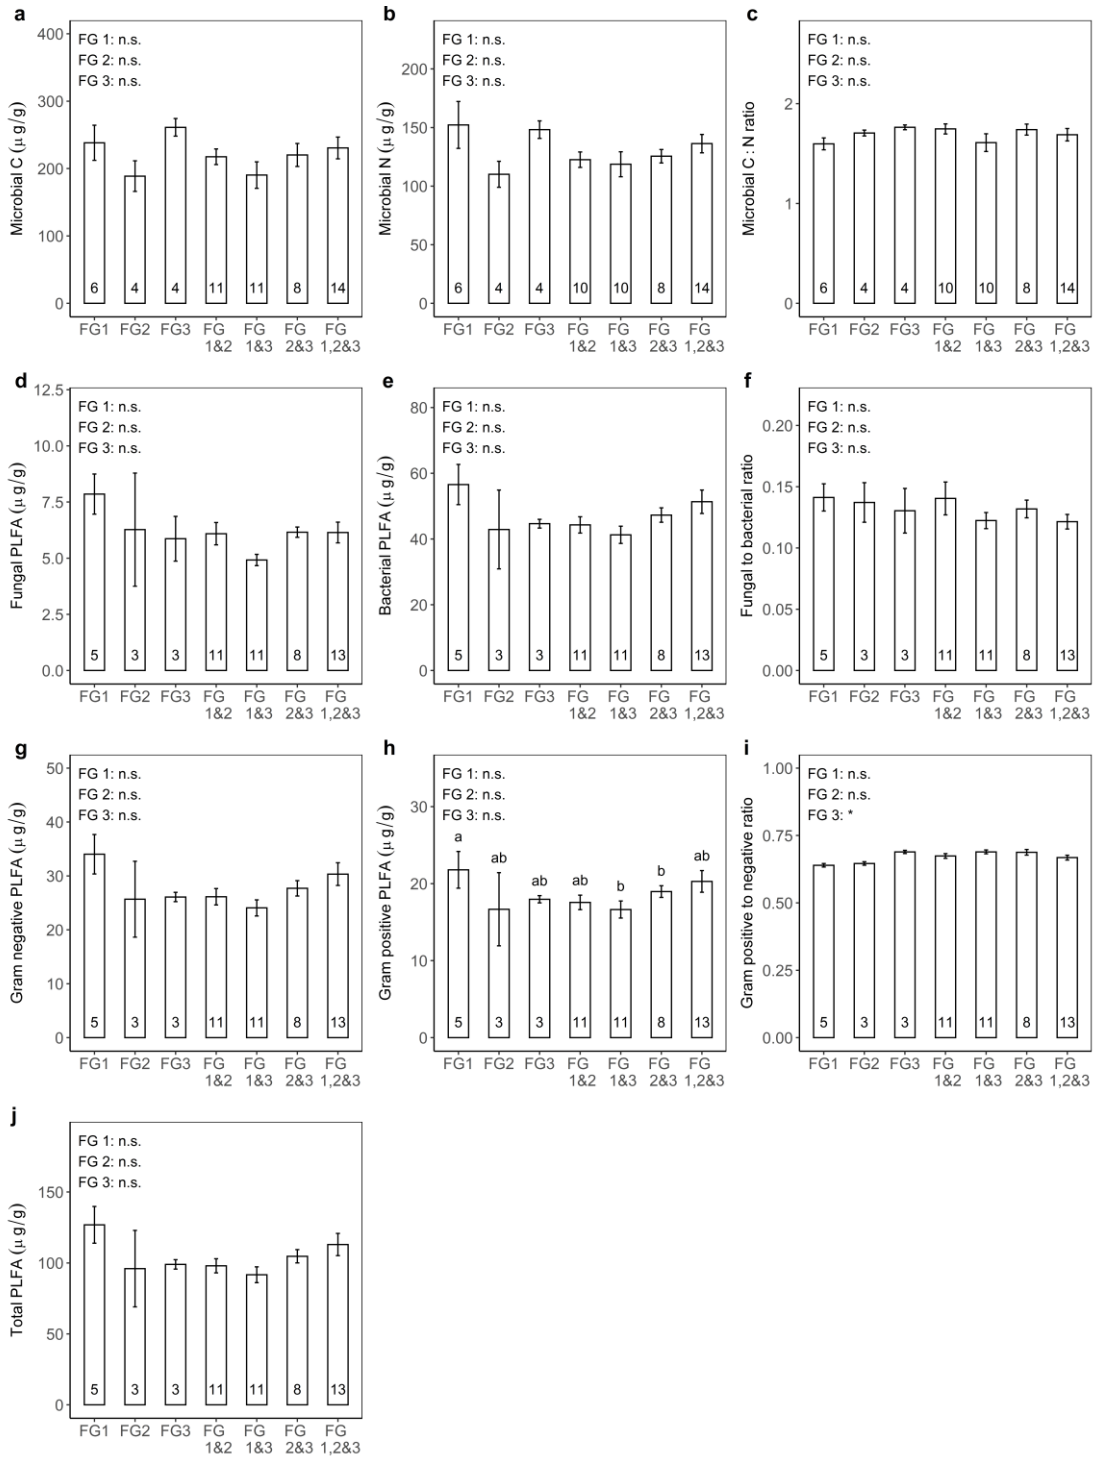 a
Microbial C (μ g/g)
400
300
200
100
0
FG 1: n.s.
FG 2: n.s.
FG 3: n.s.
6 4 4 11 11 8 14
FG1 FG2 FG3 FG FG FG FG
1&2 1&3 2&3 1,2&3
b
Microbial N (μ g/g)
200
150
100
50
0
FG 1: n.s.
FG 2: n.s.
FG 3: n.s.
6 4 4 10 10 8 14
FG1 FG2 FG3 FG FG FG FG
1&2 1&3 2&3 1,2&3
c
Microbial C : N ratio
2
1
0
FG 1: n.s.
FG 2: n.s.
FG 3: n.s.
6 4 4 10 10 8 14
FG1 FG2 FG3 FG FG FG FG
1&2 1&3 2&3 1,2&3
d
Fungal PLFA (μ g/g)
12.5
10.0
7.5
5.0
2.5
0.0
FG 1: n.s.
FG 2: n.s.
FG 3: n.s.
5 3 3 11 11 8 13
FG1 FG2 FG3 FG FG FG FG
1&2 1&3 2&3 1,2&3
e
Bacterial PLFA (μ g/g)
80
60
40
20
0
FG 1: n.s.
FG 2: n.s.
FG 3: n.s.
5 3 3 11 11 8 13
FG1 FG2 FG3 FG FG FG FG
1&2 1&3 2&3 1,2&3
f
Fungal to bacterial ratio
0.20
0.15
0.10
0.05
0.00
FG 1: n.s.
FG 2: n.s.
FG 3: n.s.
5 3 3 11 11 8 13
FG1 FG2 FG3 FG FG FG FG
1&2 1&3 2&3 1,2&3
g
Gram negative PLFA (μ g/g)
50
40
30
20
10
0
FG 1: n.s.
FG 2: n.s.
FG 3: n.s.
5 3 3 11 11 8 13
FG1 FG2 FG3 FG FG FG FG
1&2 1&3 2&3 1,2&3
h
Gram positive PLFA (μ g/g)
30
20
10
0
FG 1: n.s.
FG 2: n.s.
FG 3: n.s.
a ab ab ab b b ab
5 3 3 11 11 8 13
FG1 FG2 FG3 FG FG FG FG
1&2 1&3 2&3 1,2&3
i
Gram positive to negative ratio
1.00
0.75
0.50
0.25
0.00
FG 1: n.s.
FG 2: n.s.
FG 3: *
5 3 3 11 11 8 13
FG1 FG2 FG3 FG FG FG FG
1&2 1&3 2&3 1,2&3
j
Total PLFA (μ g/g)
150
100
50
0
FG 1: n.s.
FG 2: n.s.
FG 3: n.s.
5 3 3 11 11 8 13
FG1 FG2 FG3 FG FG FG FG
1&2 1&3 2&3 1,2&3